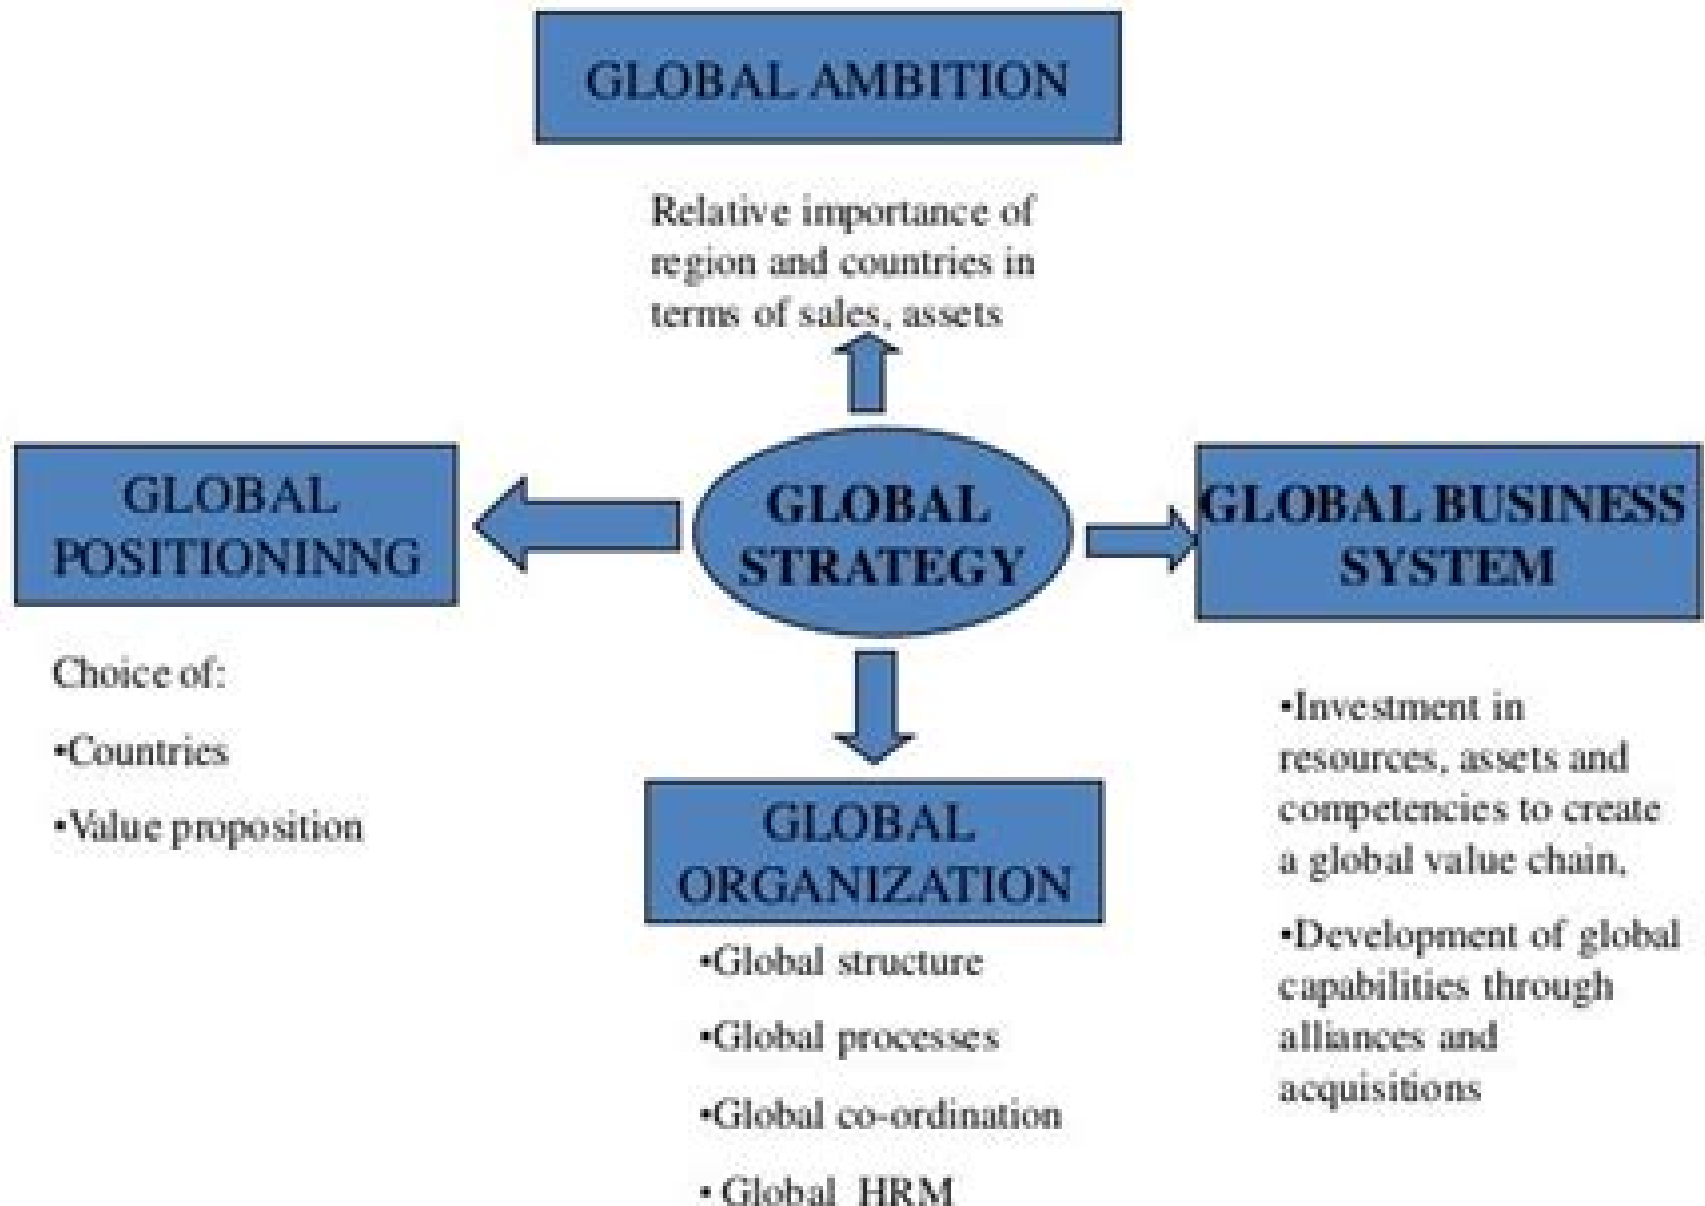 GLOBAL AMBITION
Relative importance of
region and countries in
terms of sales, assets
GLOBAL
POSITIONINNG
Choice of:
•Countries
•Value proposition
GLOBAL
STRATEGY
GLOBAL BUSINESS
SYSTEM
•Investment in
resources, assets and
competencies to create
a global value chain,
•Development of global
capabilities through
alliances and
acquisitions
GLOBAL
ORGANIZATION
•Global structure
•Global processes
•Global co-ordination
• Global HRM